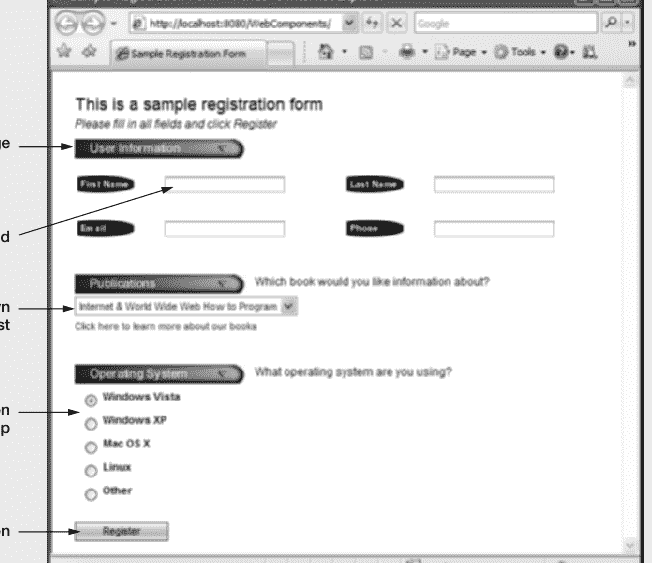 http://localhost:8080/WebComponents/
Google
Sample Registration Form
Page
Tools
This is a sample registration form
Please fill in all fields and click Register
ge
User Information
First Name
Last Name
d
Email
Phone
Publications
Which book would you like information about?
n
Internet & World Wide Web How to Program
st
Click here to learn more about our books
Operating System
What operating system are you using?
Windows Vista
on
Windows XP
p
Mac OS X
Linux
Other
on
Register